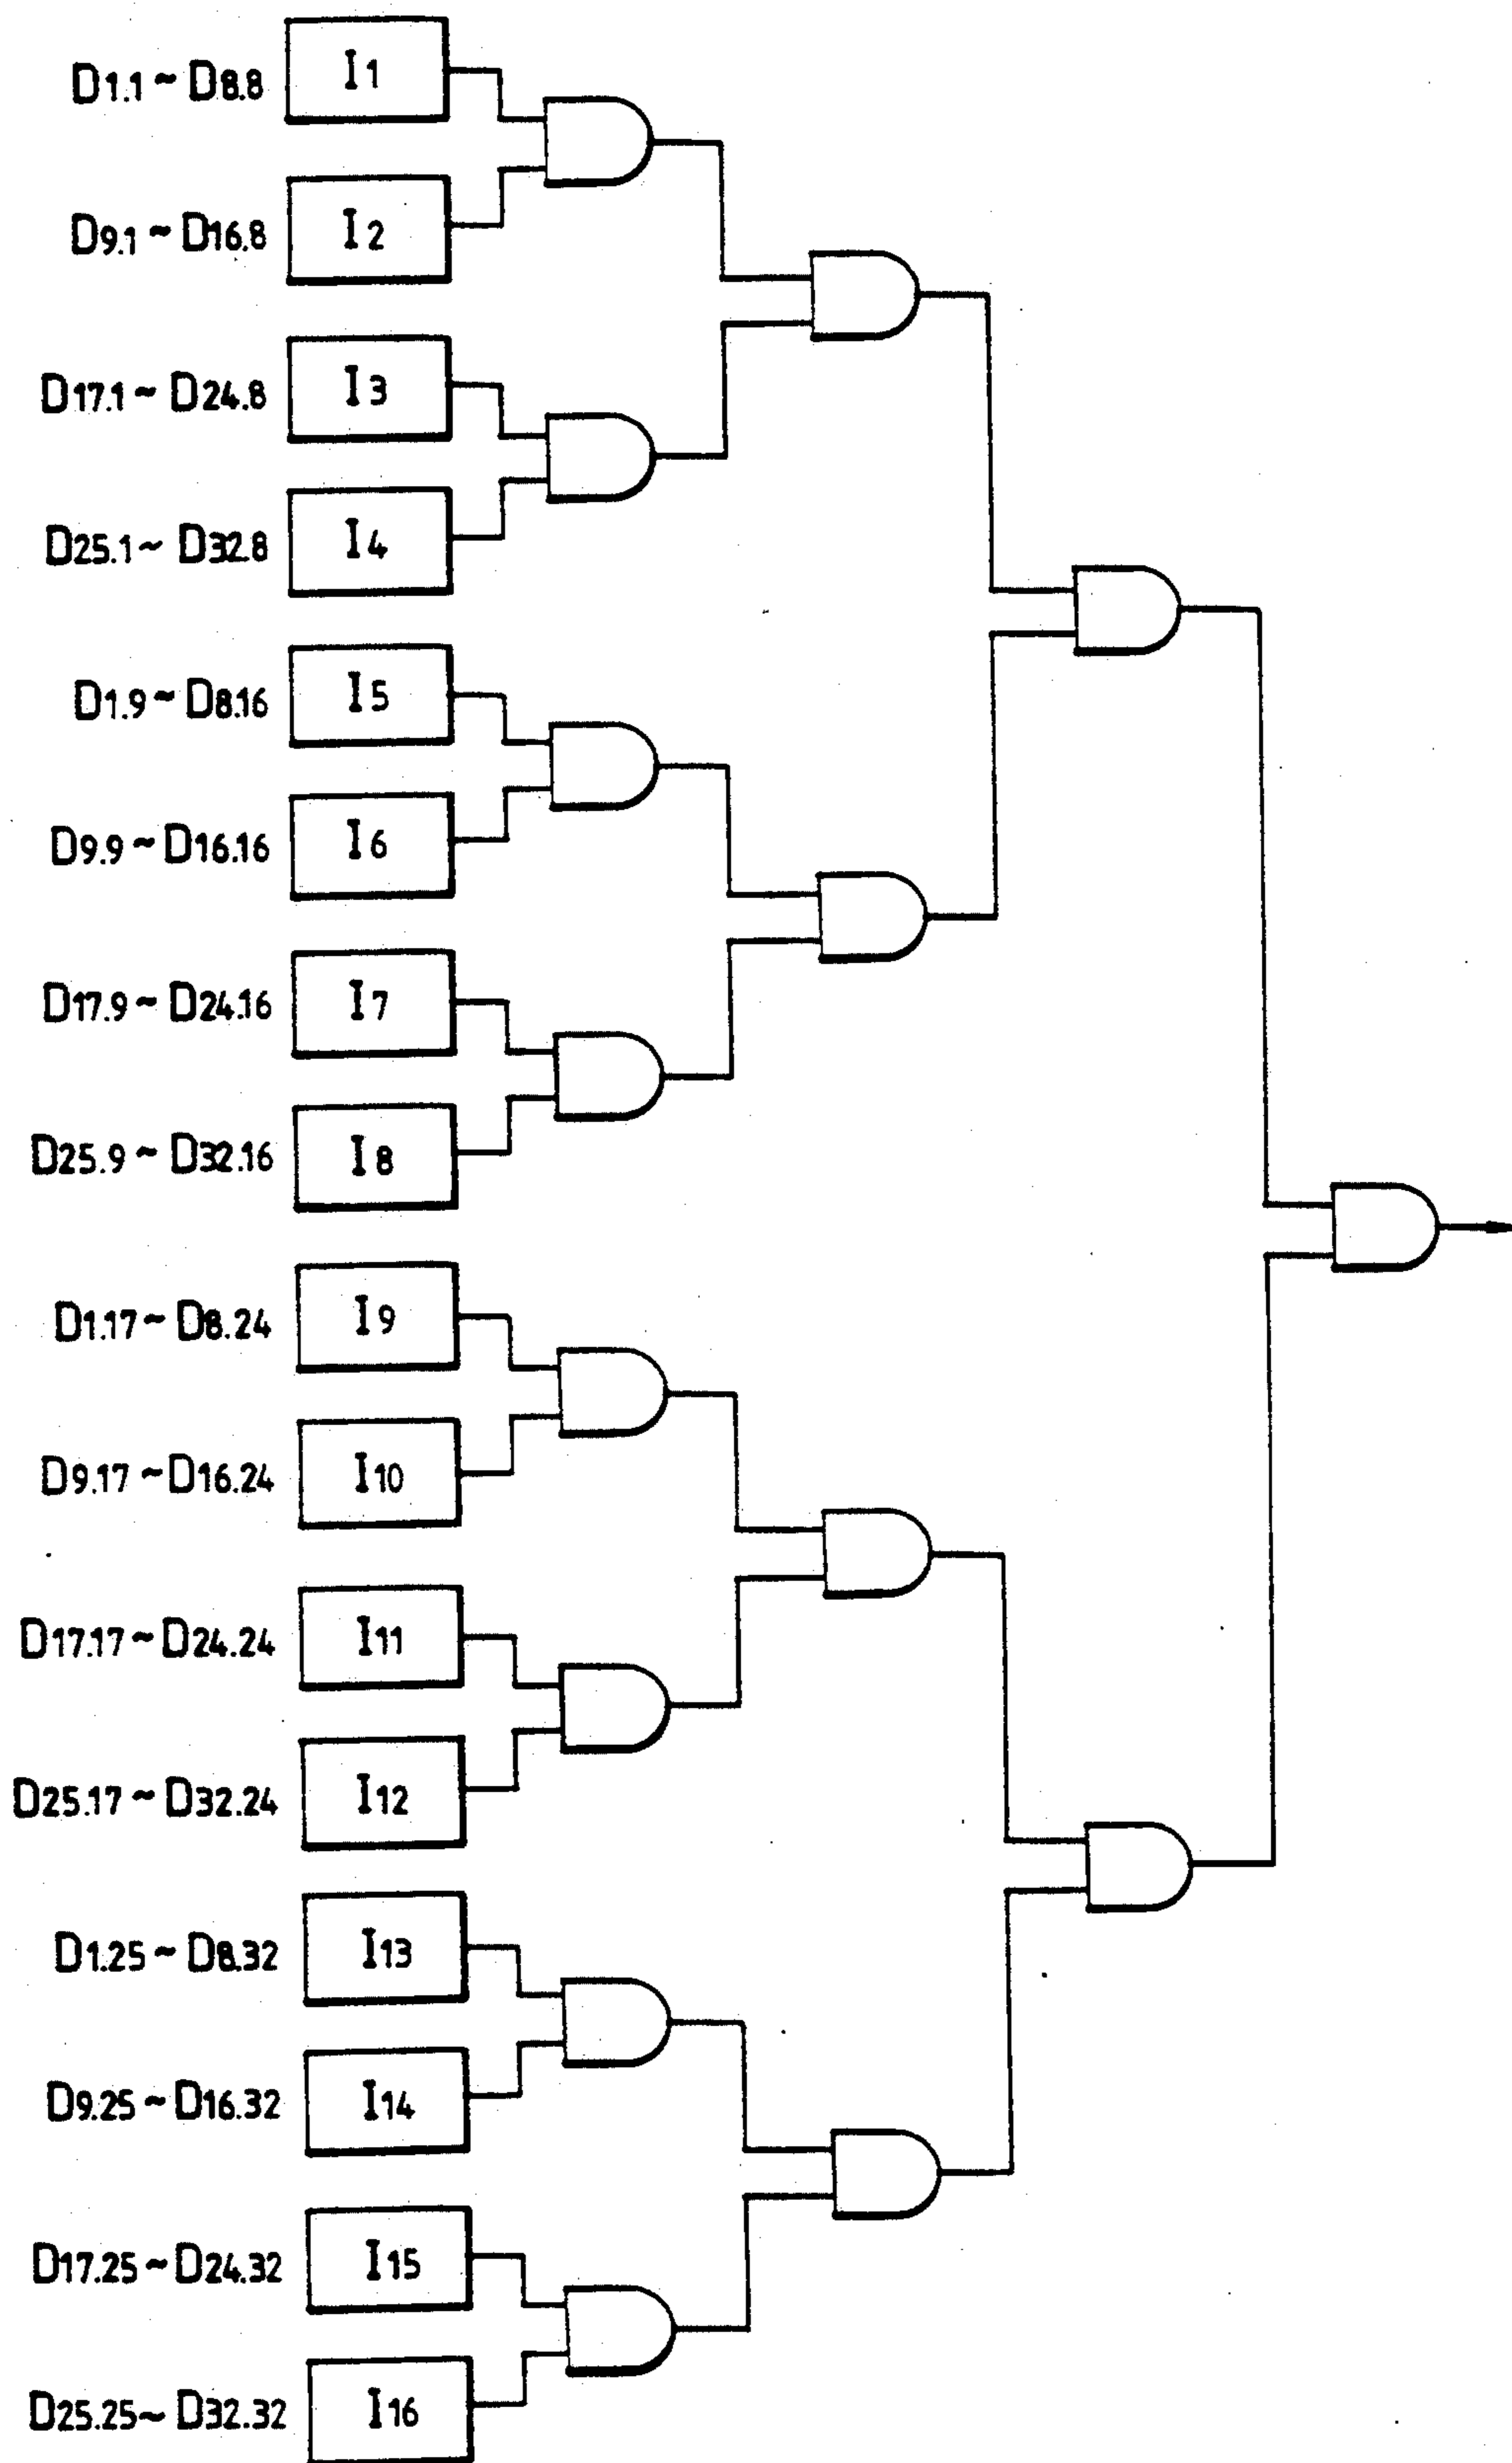 D1.1~D8.8 I1
D9.1~D16.8 I2
D17.1~D24.8 I3
D25.1~D32.8 I4
D1.9~D8.16 I5
D9.9~D16.16 I6
D17.9~D24.16 I7
D25.9~D32.16 I8
D1.17~D8.24 I9
D9.17~D16.24 I10
D17.17~D24.24 I11
D25.17~D32.24 I12
D1.25~D8.32 I13
D9.25~D16.32 I14
D17.25~D24.32 I15
D25.25~D32.32 I16